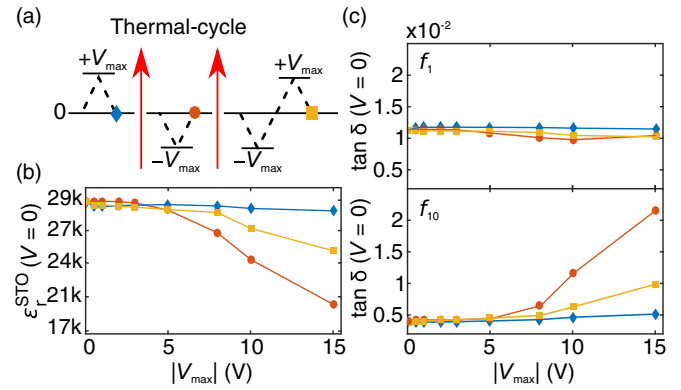 (a)
Thermal-cycle
+Vmax
+Vmax
0
−Vmax
−Vmax
(b)
εrSTO (V = 0)
29k
27k
24k
21k
17k
0 5 10 15
|Vmax| (V)
(c)
x10-2
f1
tan δ (V = 0)
2
1.5
1
0.5
f10
tan δ (V = 0)
2
1.5
1
0.5
0 5 10 15
|Vmax| (V)